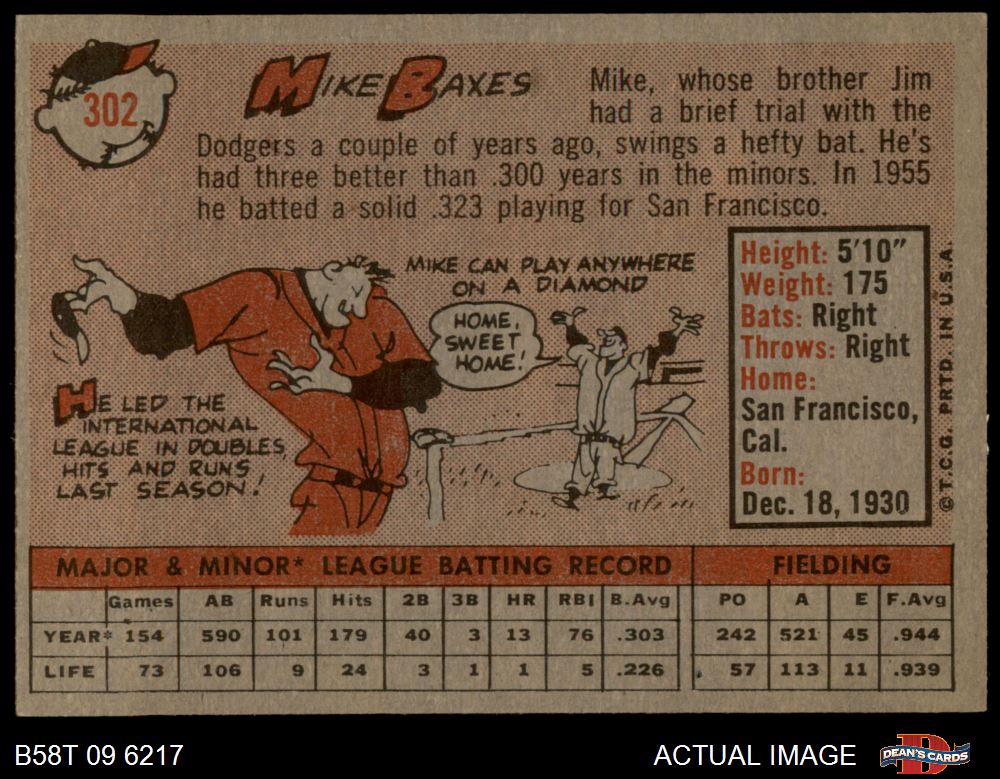 302
MIKE BAXES
Mike, whose brother Jim
had a brief trial with the
Dodgers a couple of years ago, swings a hefty bat. He's
had three better than .300 years in the minors. In 1955
he batted a solid .323 playing for San Francisco.
MIKE CAN PLAY ANYWHERE
ON A DIAMOND
HOME,
SWEET
HOME!
HE LED THE
INTERNATIONAL
LEAGUE IN DOUBLES,
HITS AND RUNS
LAST SEASON!
Height: 5'10"
Weight: 175
Bats: Right
Throws: Right
Home:
San Francisco,
Cal.
Born:
Dec. 18, 1930
© T.C.G. PRTD. IN U.S.A.
MAJOR & MINOR* LEAGUE BATTING RECORD FIELDING
Games AB Runs Hits 2B 3B HR RBI B.Avg PO A E F.Avg
YEAR* 154 590 101 179 40 3 13 76 .303 242 521 45 .944
LIFE 73 106 9 24 3 1 1 5 .226 57 113 11 .939
B58T 09 6217
ACTUAL IMAGE
DEAN'S CARDS